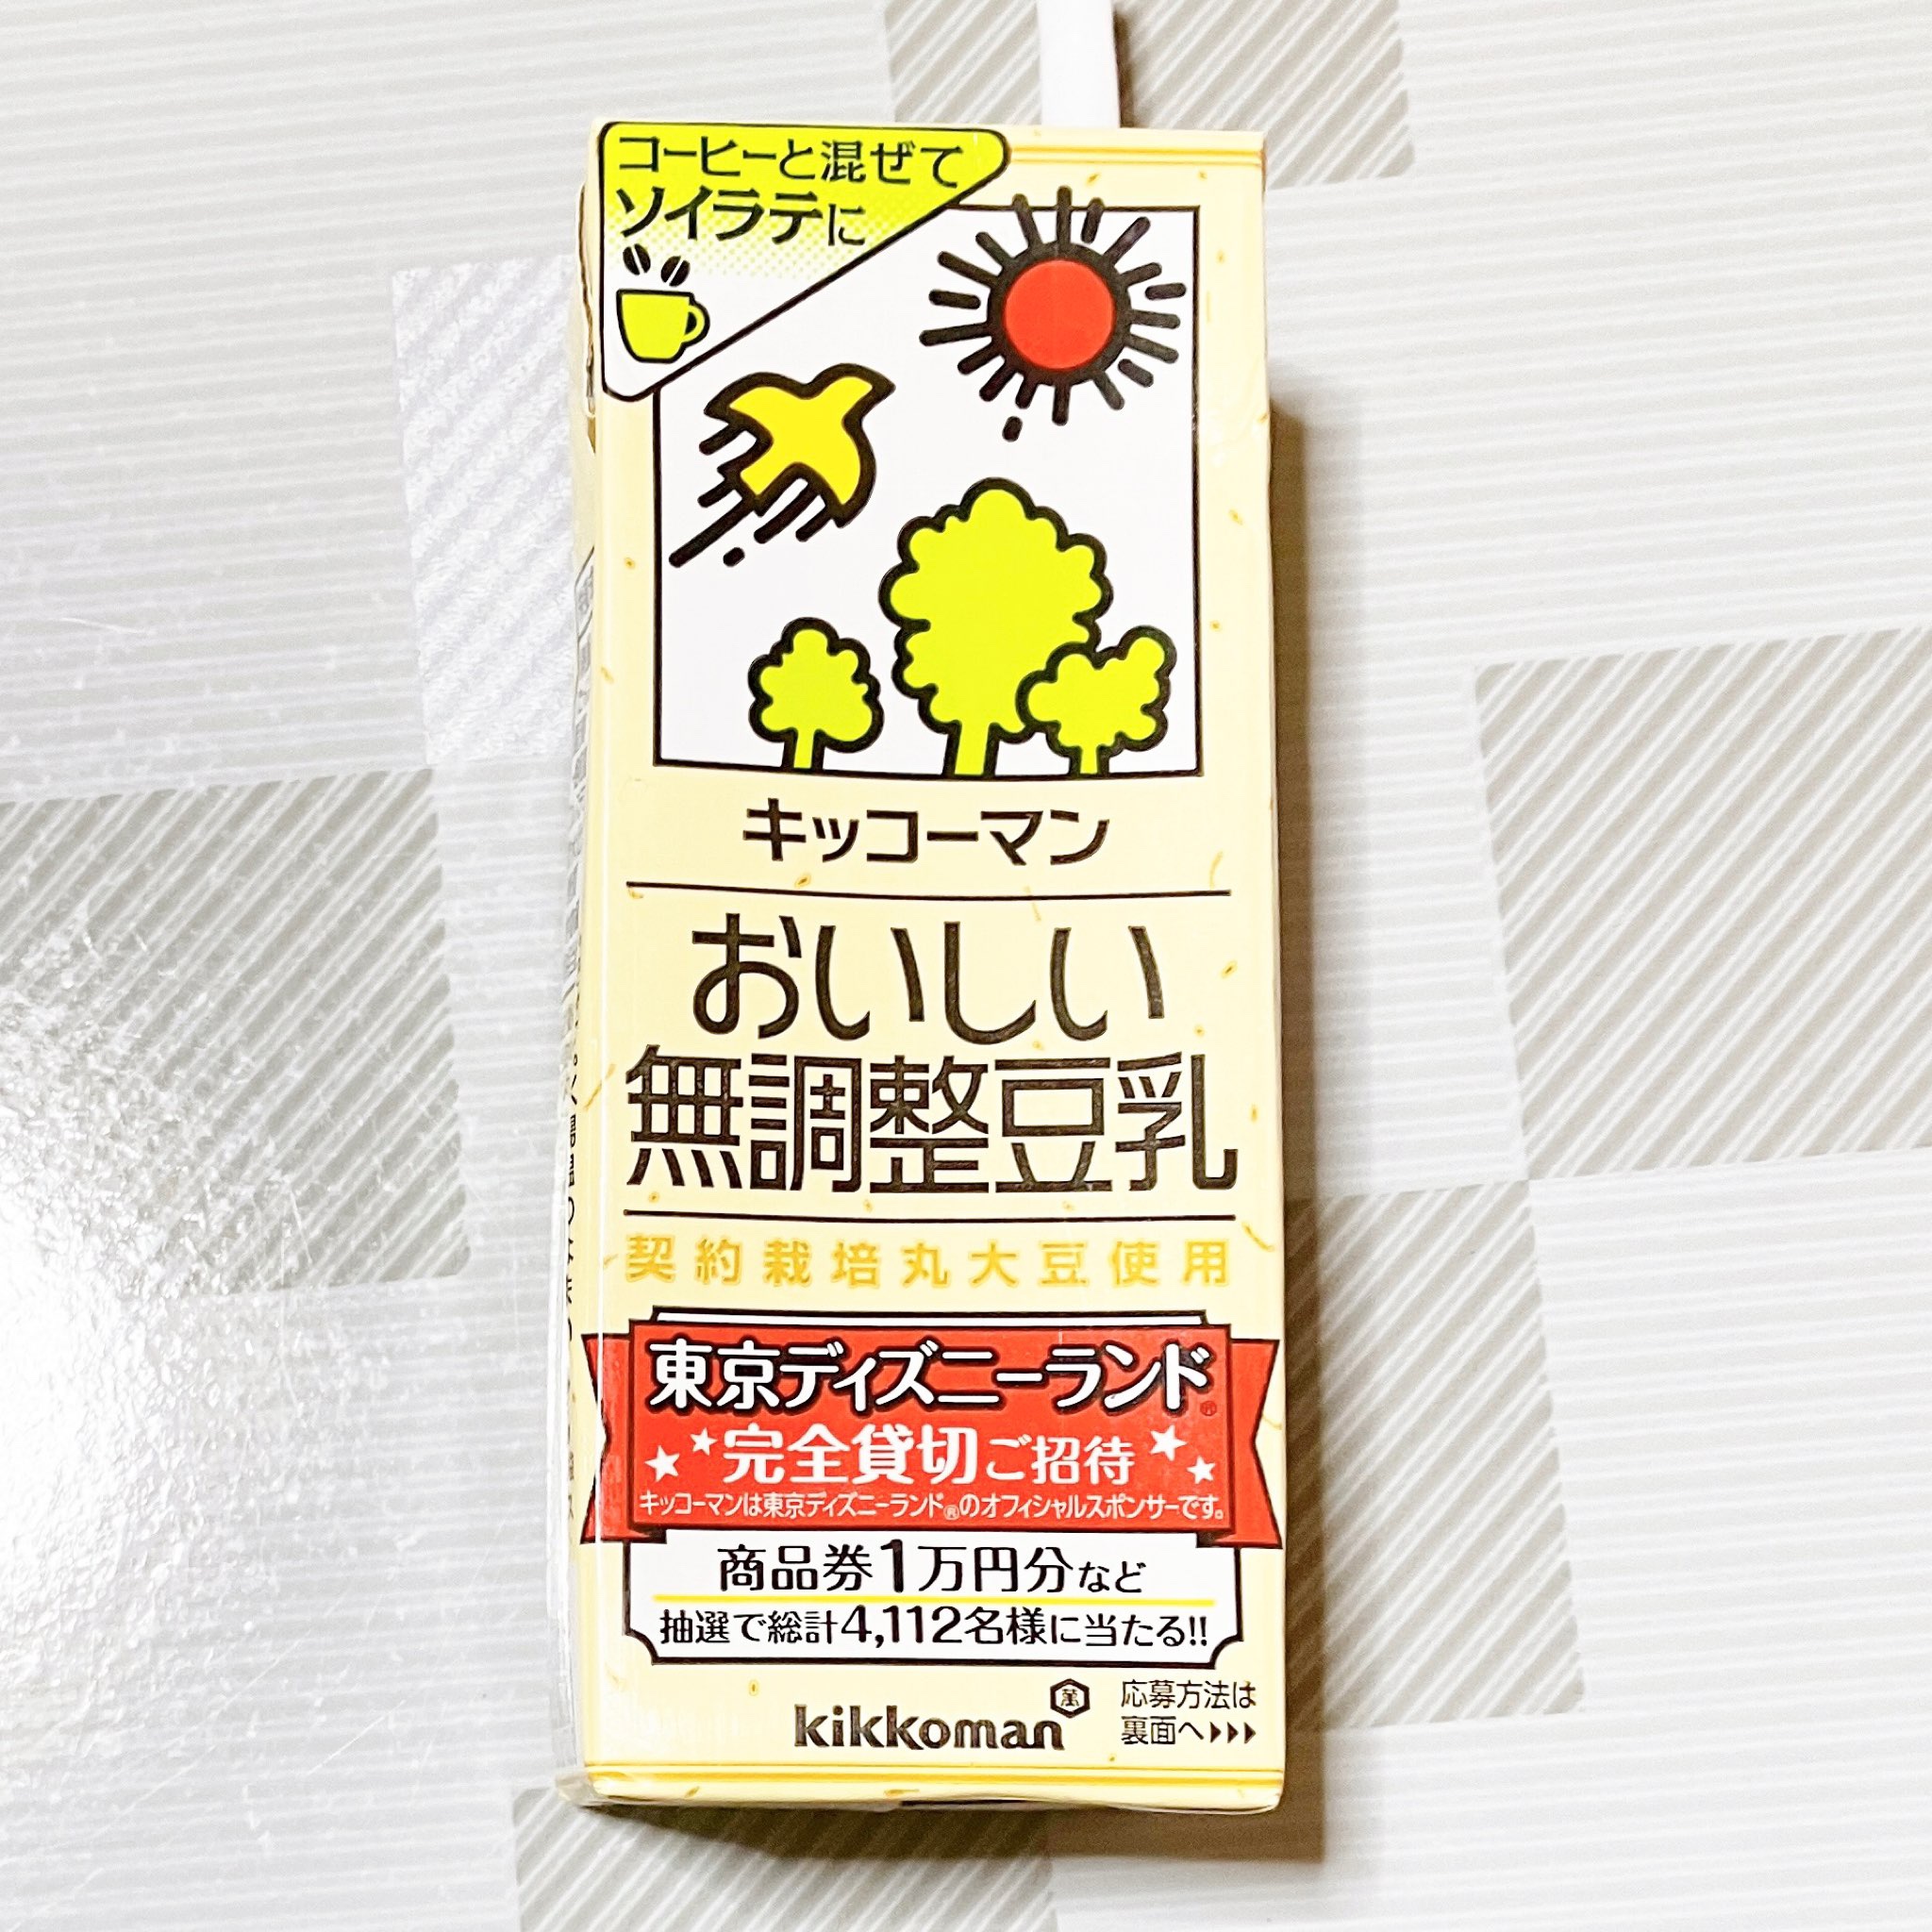 コーヒーと混ぜて
ソイラテに
キッコーマン
おいしい
無調整豆乳
契約栽培丸大豆使用
東京ディズニーランド®
完全貸切ご招待
キッコーマンは東京ディズニーランド®のオフィシャルスポンサーです。
商品券1万円分など
抽選で総計4,112名様に当たる!!
萬
kikkoman
応募方法は
裏面へ